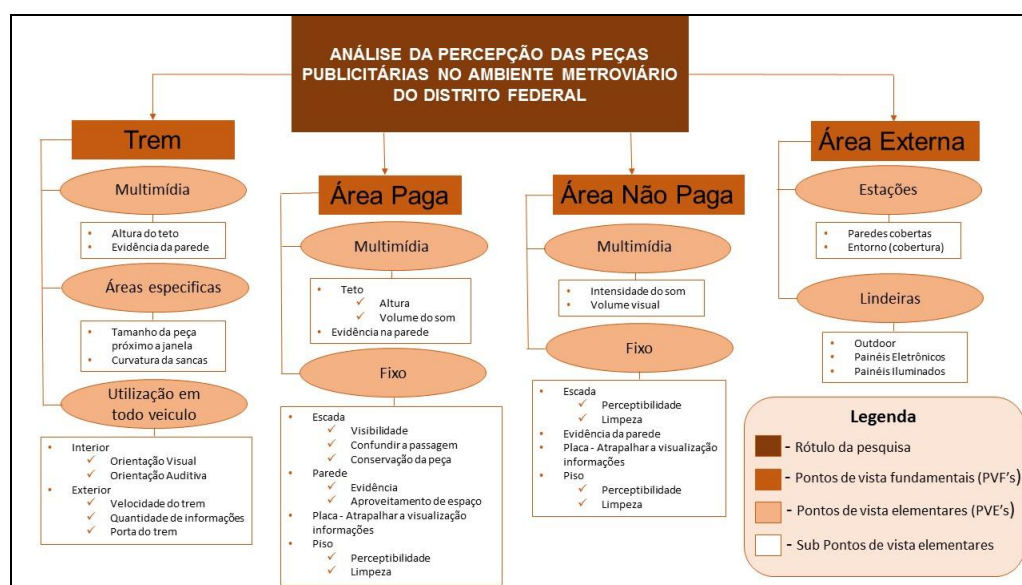 ANÁLISE DA PERCEPÇÃO DAS PEÇAS
PUBLICITÁRIAS NO AMBIENTE METROVIÁRIO
DO DISTRITO FEDERAL
Trem
Multimídia
• Altura do teto
• Evidência da parede
Áreas especificas
• Tamanho da peça
próximo a janela
• Curvatura da sancas
Utilização em
todo veiculo
• Interior
✓ Orientação Visual
✓ Orientação Auditiva
• Exterior
✓ Velocidade do trem
✓ Quantidade de informações
✓ Porta do trem
Área Paga
Multimídia
• Teto
✓ Altura
✓ Volume do som
• Evidência na parede
Fixo
• Escada
✓ Visibilidade
✓ Confundir a passagem
✓ Conservação da peça
• Parede
✓ Evidência
✓ Aproveitamento de espaço
• Placa - Atrapalhar a visualização
informações
• Piso
✓ Perceptibilidade
✓ Limpeza
Área Não Paga
Multimídia
• Intensidade do som
• Volume visual
Fixo
• Escada
✓ Perceptibilidade
✓ Limpeza
• Evidência da parede
• Placa - Atrapalhar a visualização
informações
• Piso
✓ Perceptibilidade
✓ Limpeza
Área Externa
Estações
• Paredes cobertas
• Entorno (cobertura)
Lindeiras
• Outdoor
• Painéis Eletrônicos
• Painéis Iluminados
Legenda
- Rótulo da pesquisa
- Pontos de vista fundamentais (PVF's)
- Pontos de vista elementares (PVE's)
- Sub Pontos de vista elementares